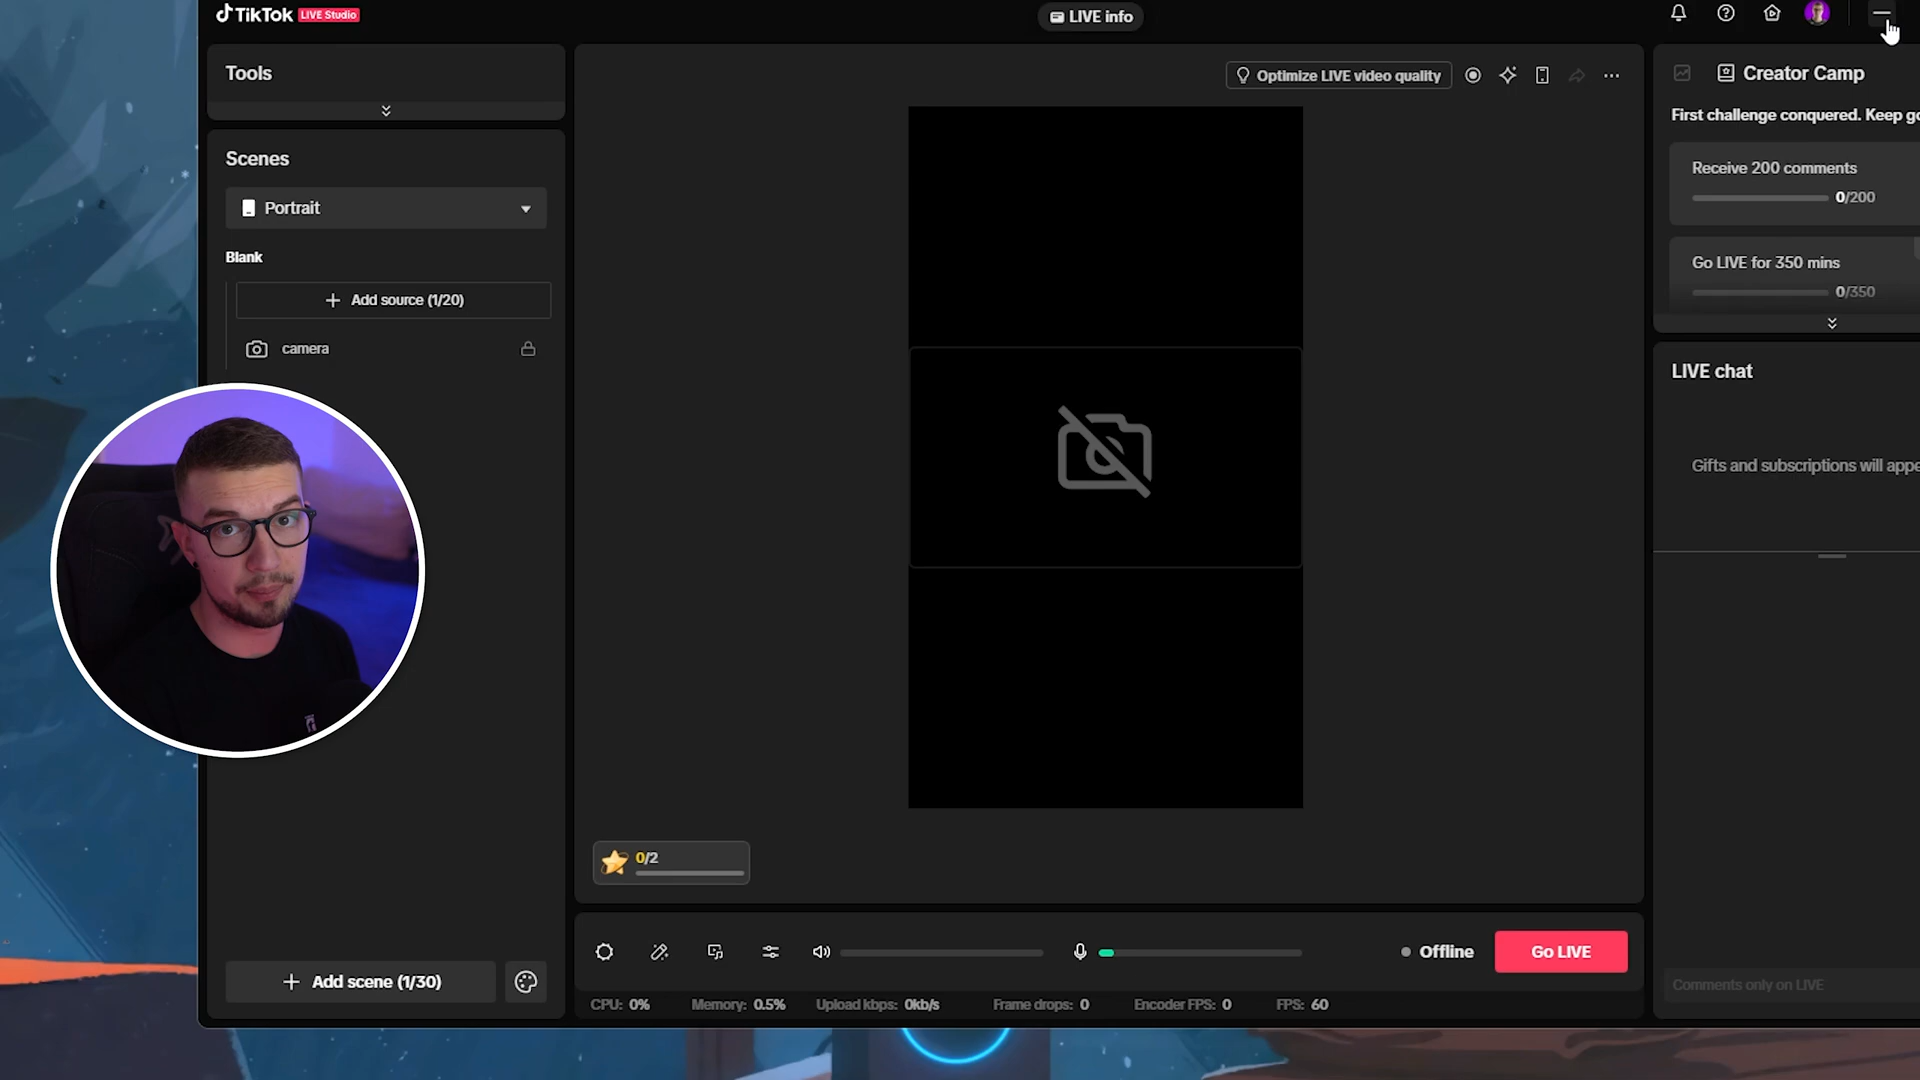 TikTok LIVE Studio
LIVE info
Tools
Optimize LIVE video quality
Creator Camp
First challenge conquered. Keep go
Scenes
Portrait
Receive 200 comments
0/200
Blank
Go LIVE for 350 mins
0/350
Add source (1/20)
camera
LIVE chat
Gifts and subscriptions will appe
0/2
Offline
Go LIVE
Add scene (1/30)
Comments only on LIVE
CPU: 0% Memory: 0.5% Upload kbps: 0kb/s Frame drops: 0 Encoder FPS: 0 FPS: 60